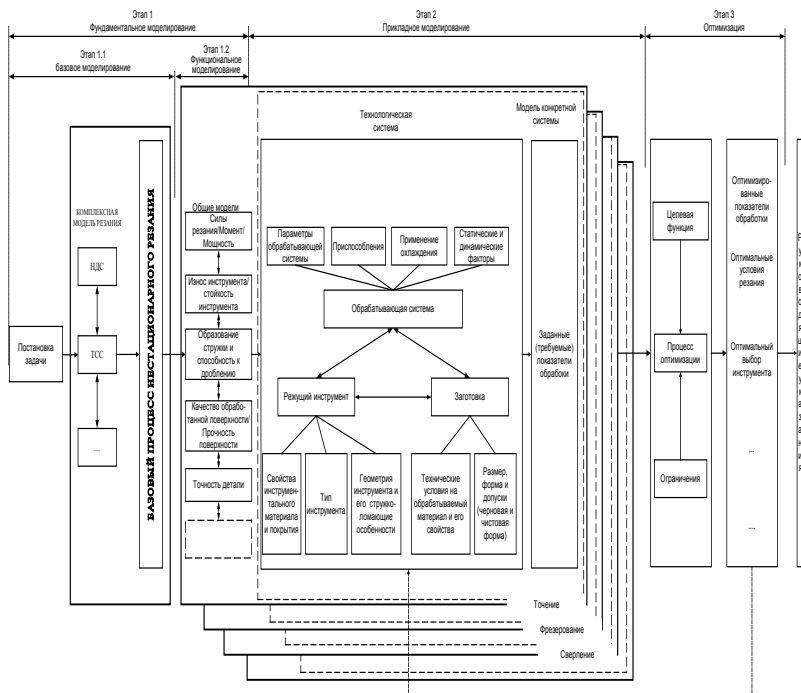 Этап 1
Фундаментальное моделирование
Этап 2
Прикладное моделирование
Этап 3
Оптимизация
Этап 1.1
базовое моделирование
Этап 1.2
Функциональное
моделирование
Постановка
задачи
КОМПЛЕКСНАЯ
МОДЕЛЬ РЕЗАНИЯ
НДС
ТСС
...
БАЗОВЫЙ ПРОЦЕСС НЕСТАЦИОНАРНОГО РЕЗАНИЯ
Общие модели
Силы
резания/Момент/
Мощность
Износ инструмента/
стойкость
инструмента
Образование
стружки и
способность к
дроблению
Качество обрабо-
танной поверхности/
Прочность
поверхности
Точность детали
Технологическая
система
Модель конкретной
системы
Параметры
обрабатывающей
системы
Приспособления
Применение
охлаждения
Статические и
динамические
факторы
Обрабатывающая система
Режущий инструмент
Заготовка
Свойства
инструмен-
тального
материала
и покрытия
Тип
инструмента
Геометрия
инструмента и
его стружко-
ломающие
особенности
Технические
условия на
обрабатываемый
материал и его
свойства
Размер,
форма и
допуски
(черновая и
чистовая
форма)
Заданные
(требуемые)
показатели
обрабоки
Точение
Фрезерование
Сверление
Целевая
функция
Процесс
оптимизации
Ограничения
Оптимизиро-
ванные
показатели
обработки
Оптимальные
условия
резания
Оптимальный
выбор
инструмента
...
....